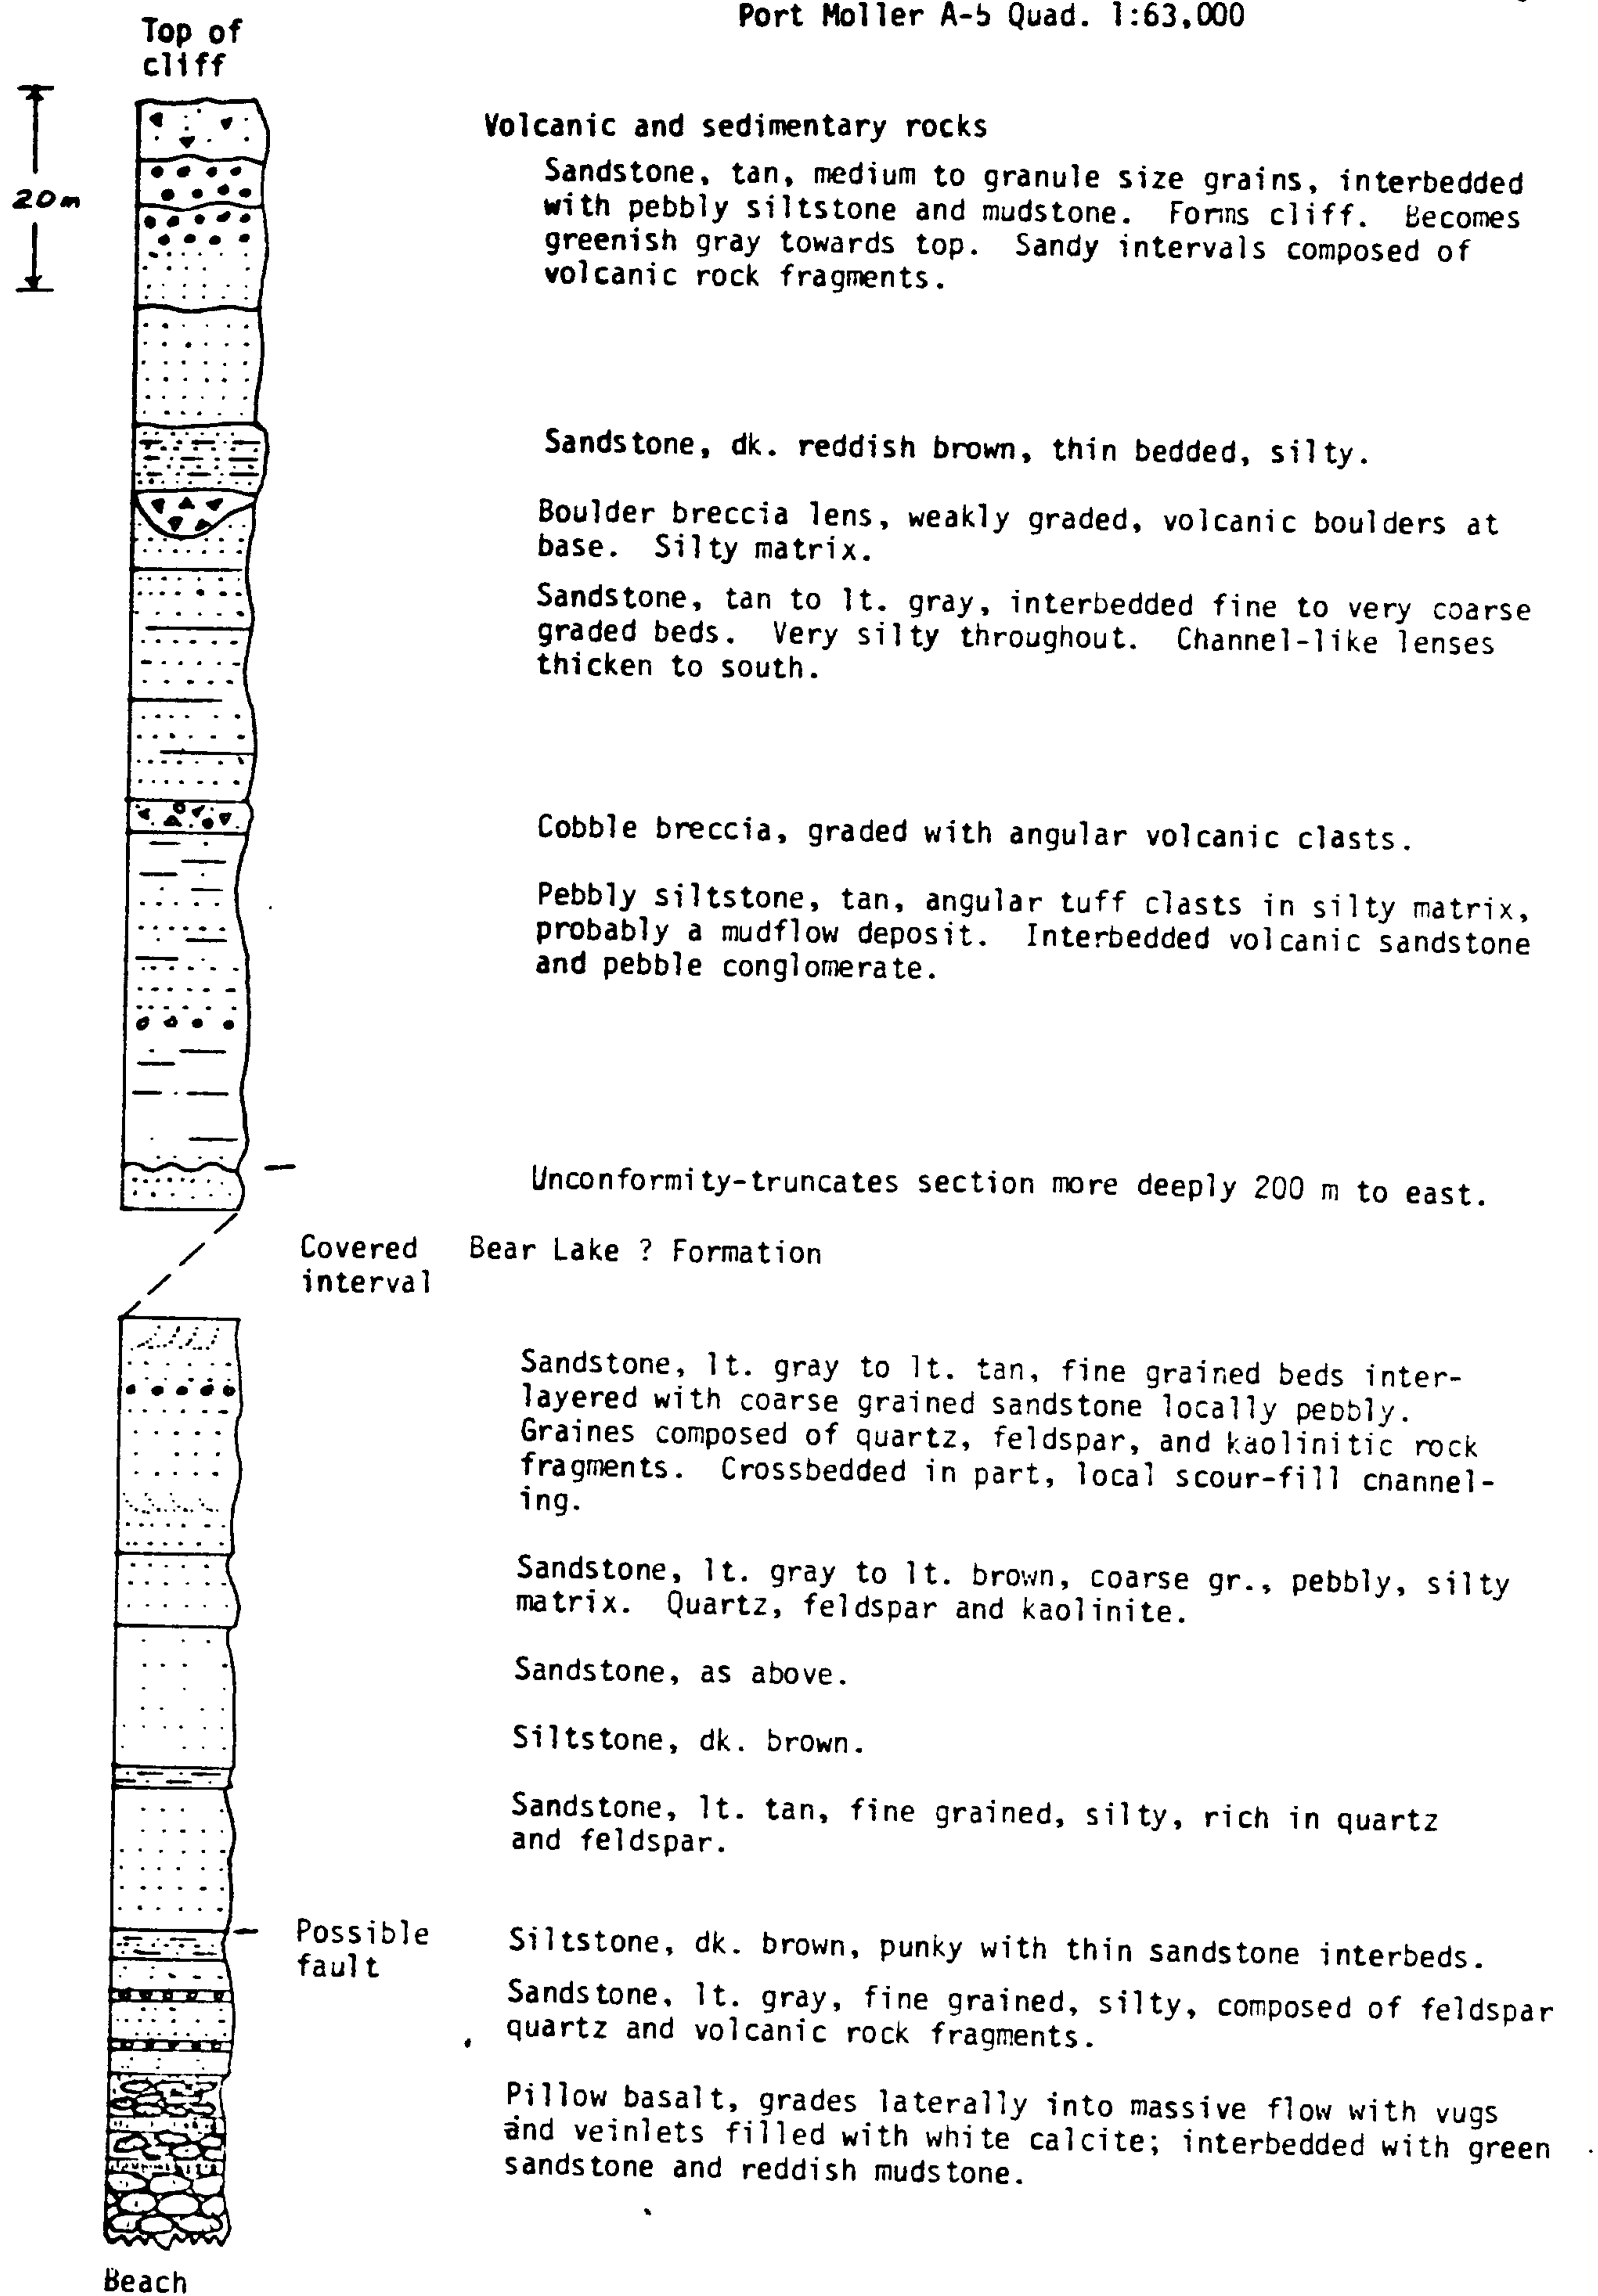 Port Moller A-5 Quad. 1:63,000
Top of
cliff
20m
Volcanic and sedimentary rocks
Sandstone, tan, medium to granule size grains, interbedded
with pebbly siltstone and mudstone. Forms cliff. Becomes
greenish gray towards top. Sandy intervals composed of
volcanic rock fragments.
Sandstone, dk. reddish brown, thin bedded, silty.
Boulder breccia lens, weakly graded, volcanic boulders at
base. Silty matrix.
Sandstone, tan to lt. gray, interbedded fine to very coarse
graded beds. Very silty throughout. Channel-like lenses
thicken to south.
Cobble breccia, graded with angular volcanic clasts.
Pebbly siltstone, tan, angular tuff clasts in silty matrix,
probably a mudflow deposit. Interbedded volcanic sandstone
and pebble conglomerate.
Unconformity-truncates section more deeply 200 m to east.
Covered
interval
Bear Lake ? Formation
Sandstone, lt. gray to lt. tan, fine grained beds inter-
layered with coarse grained sandstone locally pebbly.
Graines composed of quartz, feldspar, and kaolinitic rock
fragments. Crossbedded in part, local scour-fill channel-
ing.
Sandstone, lt. gray to lt. brown, coarse gr., pebbly, silty
matrix. Quartz, feldspar and kaolinite.
Sandstone, as above.
Siltstone, dk. brown.
Sandstone, lt. tan, fine grained, silty, rich in quartz
and feldspar.
Possible
fault
Siltstone, dk. brown, punky with thin sandstone interbeds.
Sandstone, lt. gray, fine grained, silty, composed of feldspar
quartz and volcanic rock fragments.
Pillow basalt, grades laterally into massive flow with vugs
and veinlets filled with white calcite; interbedded with green
sandstone and reddish mudstone.
Beach